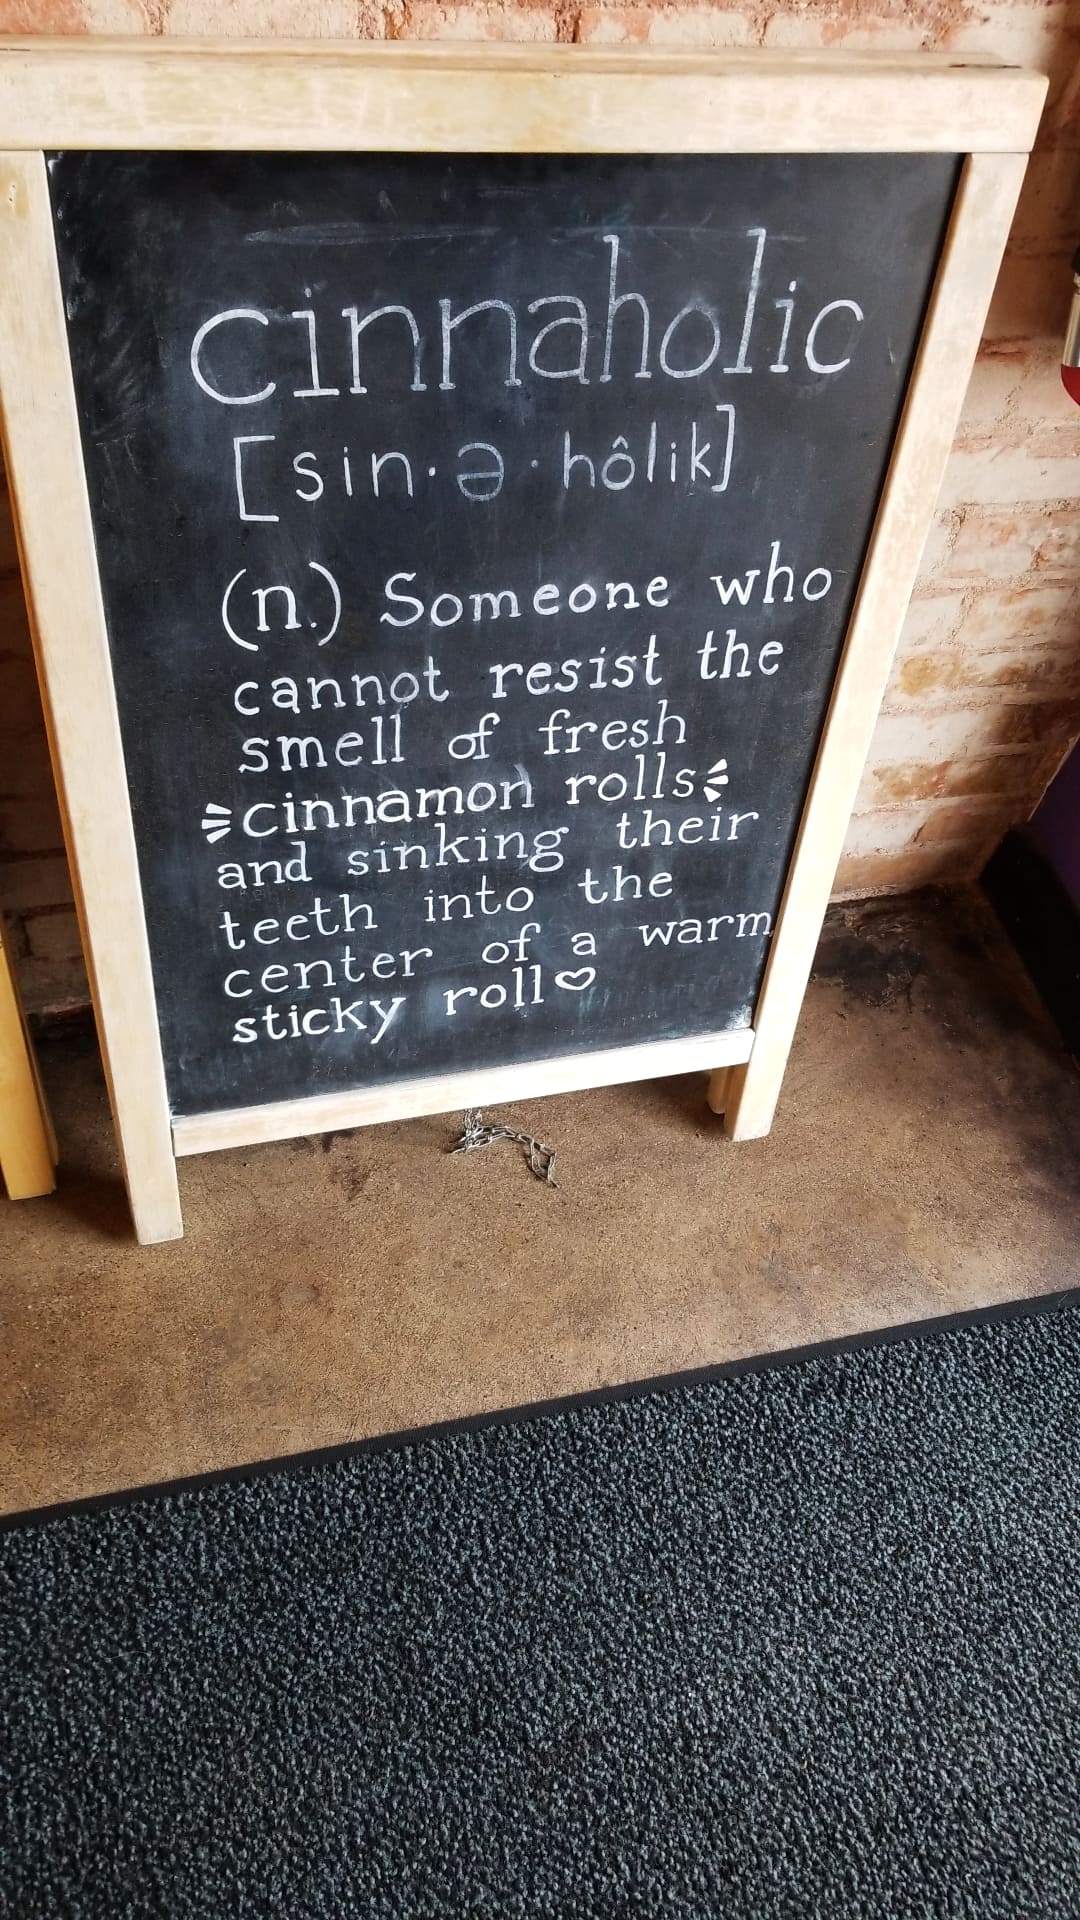 cinnaholic
[sin·ə·hôlik]
(n.) Someone who
cannot resist the
smell of fresh
cinnamon rolls
and sinking their
teeth into the
center of a warm
sticky roll♡